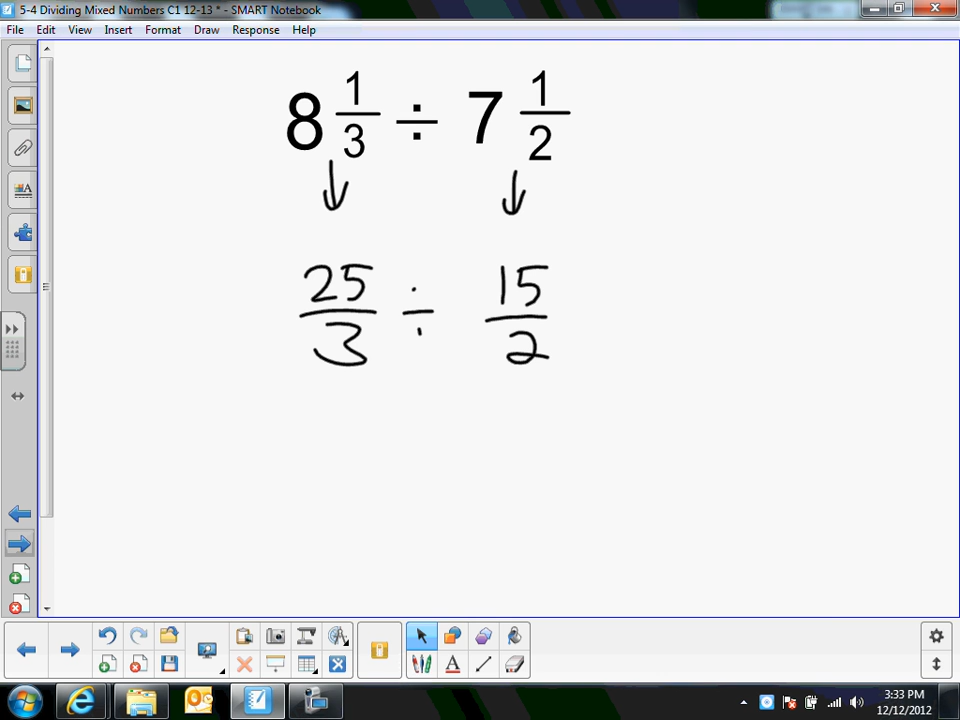 5-4 Dividing Mixed Numbers C1 12-13 * - SMART Notebook
File Edit View Insert Format Draw Response Help
8 1/3 ÷ 7 1/2
25/3 ÷ 15/2
3:33 PM
12/12/2012